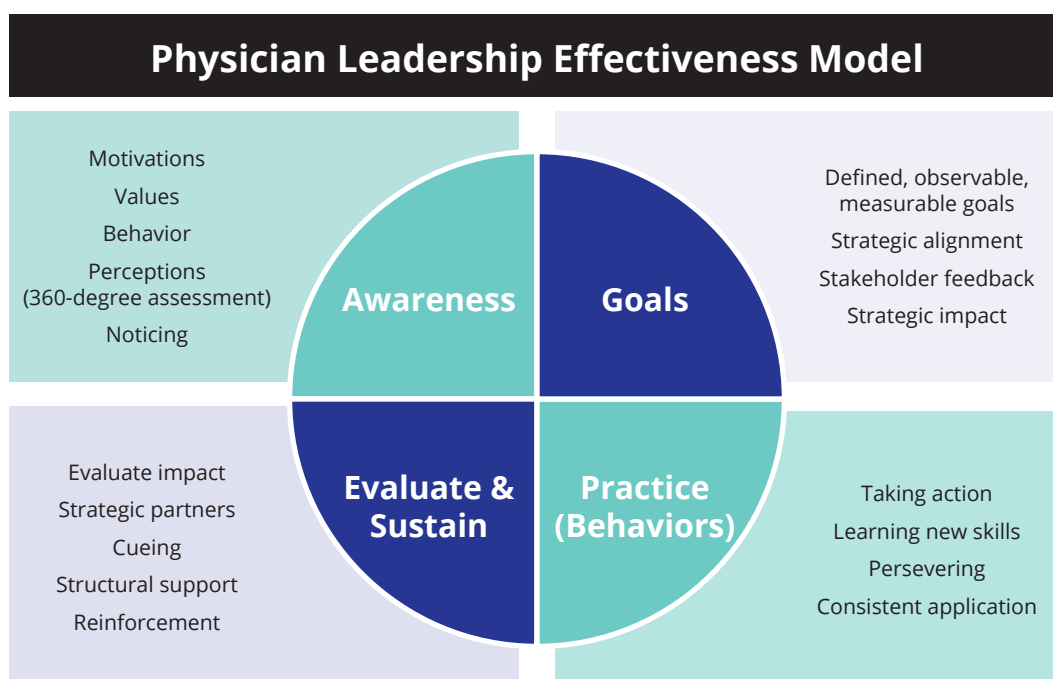 Physician Leadership Effectiveness Model
Motivations
Values
Behavior
Perceptions
(360-degree assessment)
Noticing
Awareness
Goals
Defined, observable,
measurable goals
Strategic alignment
Stakeholder feedback
Strategic impact
Evaluate impact
Strategic partners
Cueing
Structural support
Reinforcement
Evaluate &
Sustain
Practice
(Behaviors)
Taking action
Learning new skills
Persevering
Consistent application